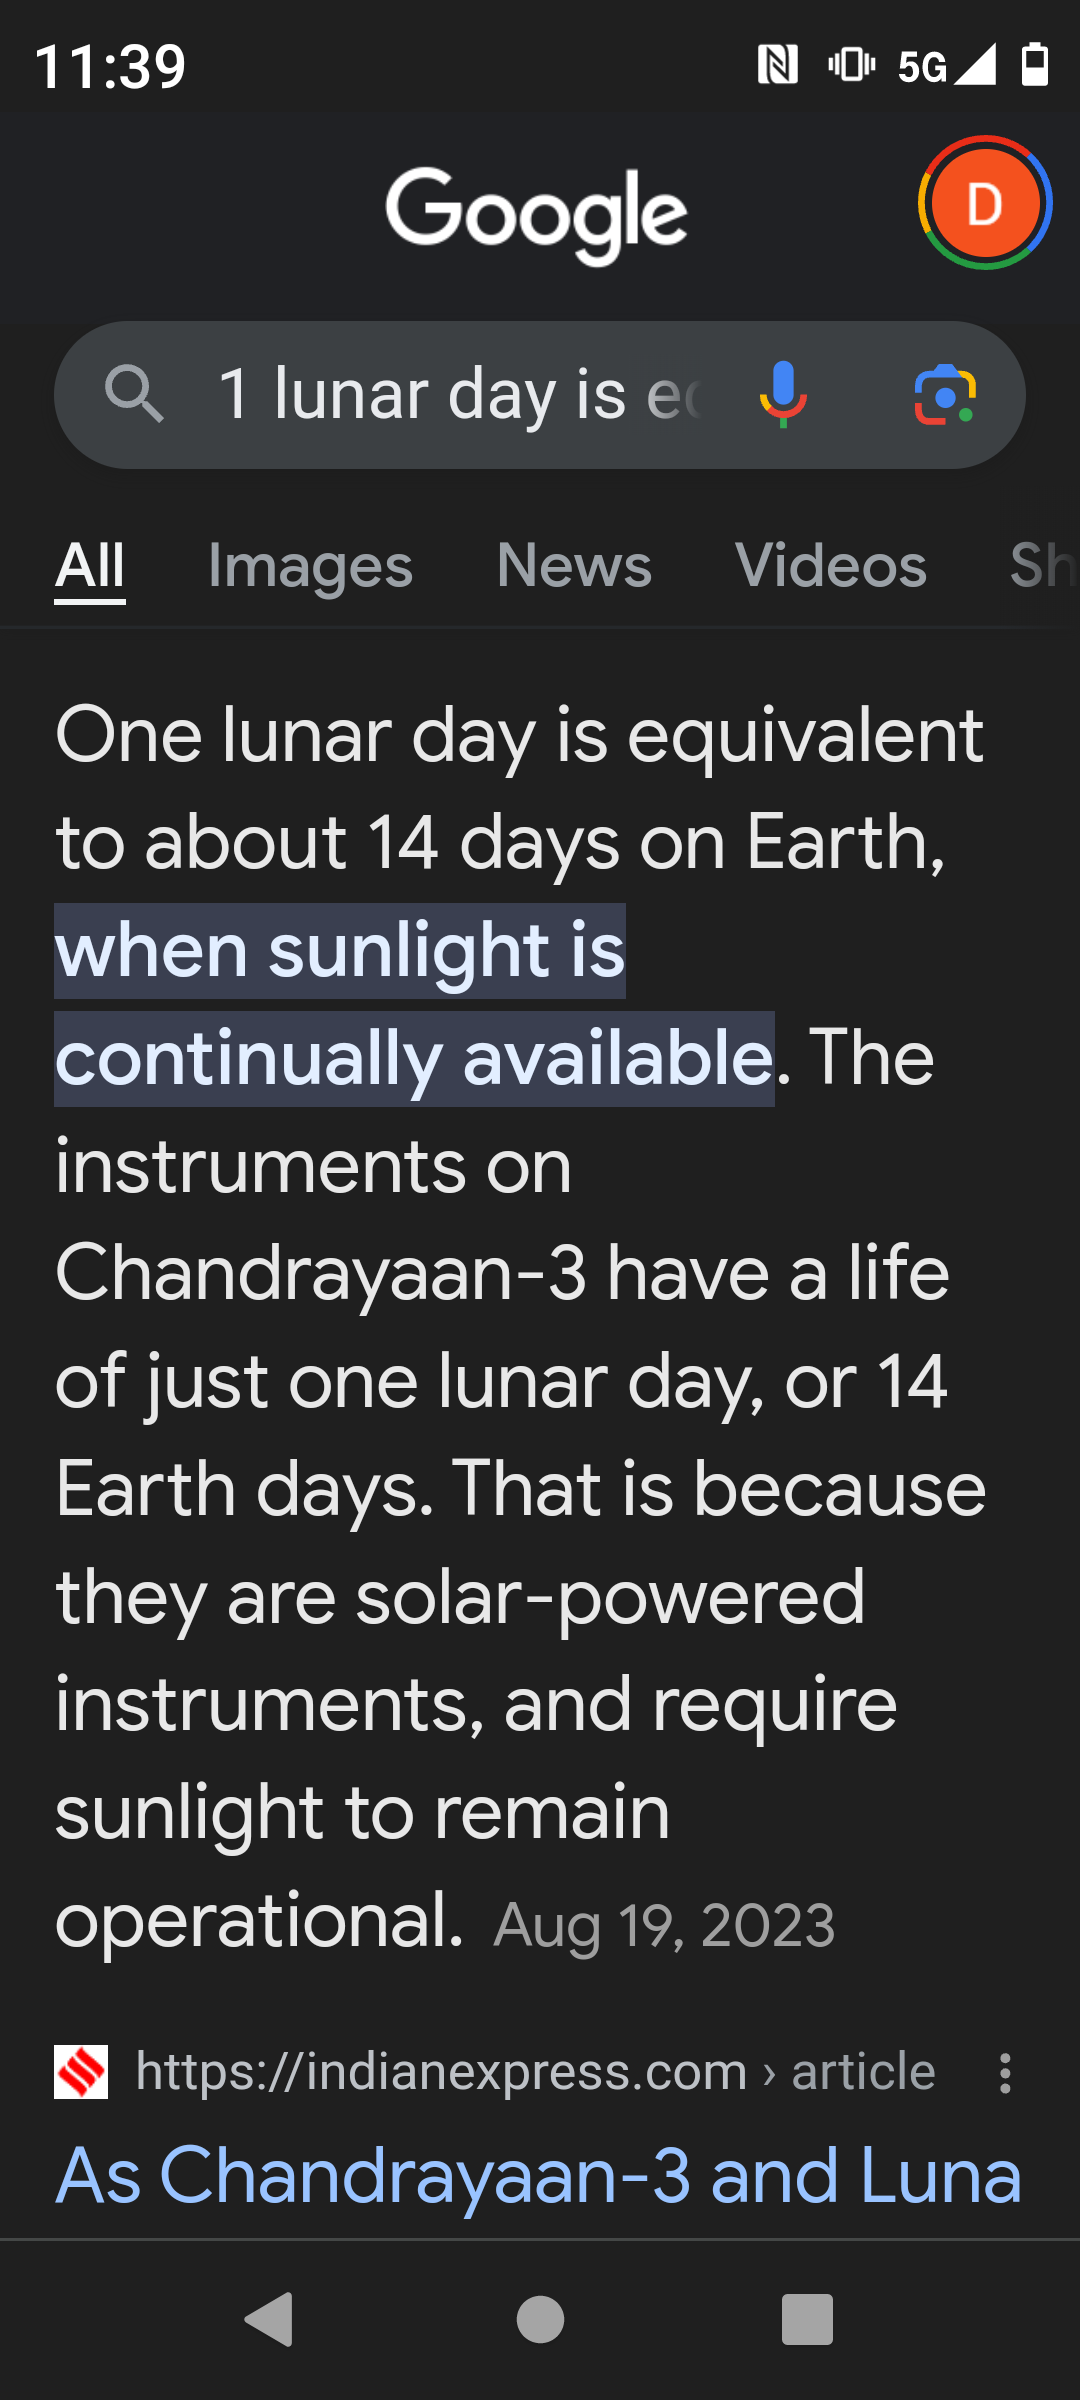 11:39
5G
Google
D
1 lunar day is
All Images News Videos Sh
One lunar day is equivalent
to about 14 days on Earth,
when sunlight is
continually available. The
instruments on
Chandrayaan-3 have a life
of just one lunar day, or 14
Earth days. That is because
they are solar-powered
instruments, and require
sunlight to remain
operational. Aug 19, 2023
https://indianexpress.com › article
As Chandrayaan-3 and Luna